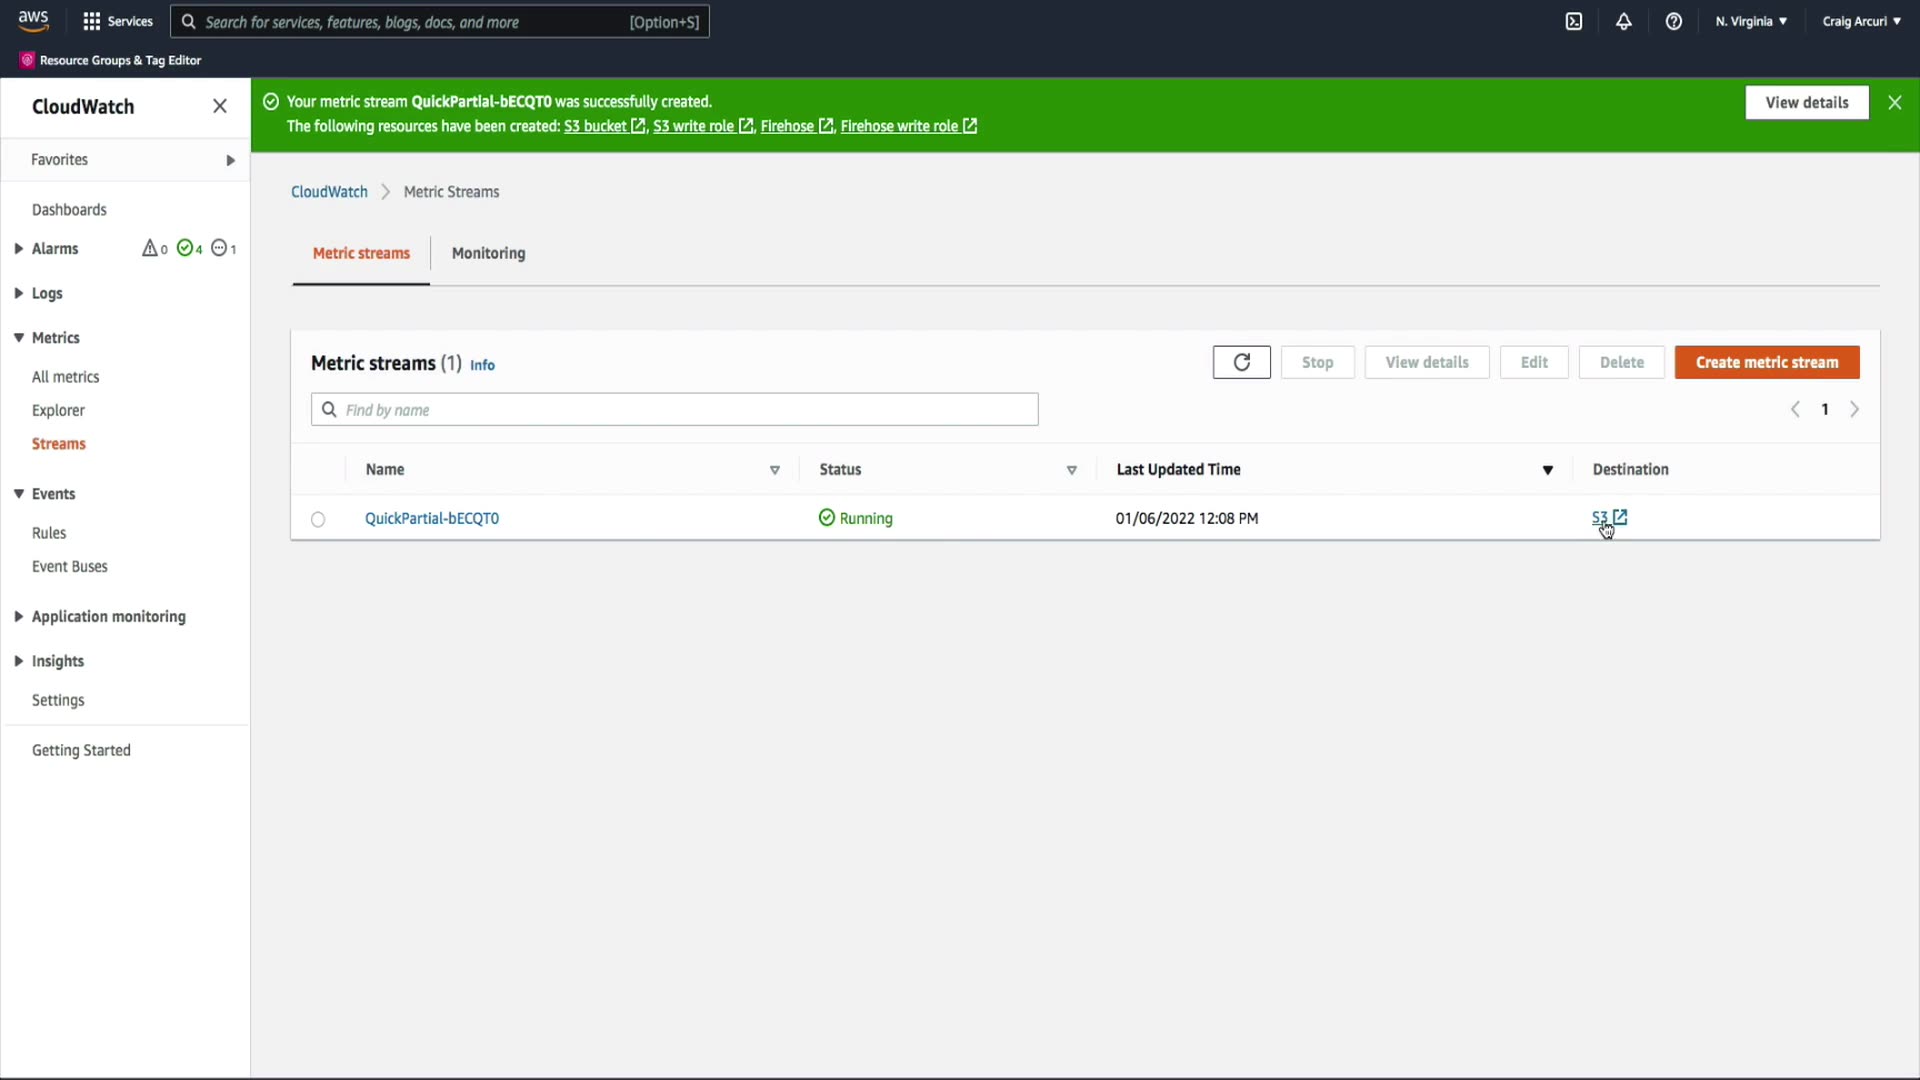 aws
Services
Search for services, features, blogs, docs, and more
[Option+S]
N. Virginia
Craig Arcuri
Resource Groups & Tag Editor
CloudWatch
Favorites
Dashboards
Alarms
0
4
1
Logs
Metrics
All metrics
Explorer
Streams
Events
Rules
Event Buses
Application monitoring
Insights
Settings
Getting Started
Your metric stream QuickPartial-bECQT0 was successfully created.
The following resources have been created: S3 bucket, S3 write role, Firehose, Firehose write role
View details
CloudWatch
Metric Streams
Metric streams
Monitoring
Metric streams (1) Info
Stop
View details
Edit
Delete
Create metric stream
Find by name
1
Name
Status
Last Updated Time
Destination
QuickPartial-bECQT0
Running
01/06/2022 12:08 PM
S3